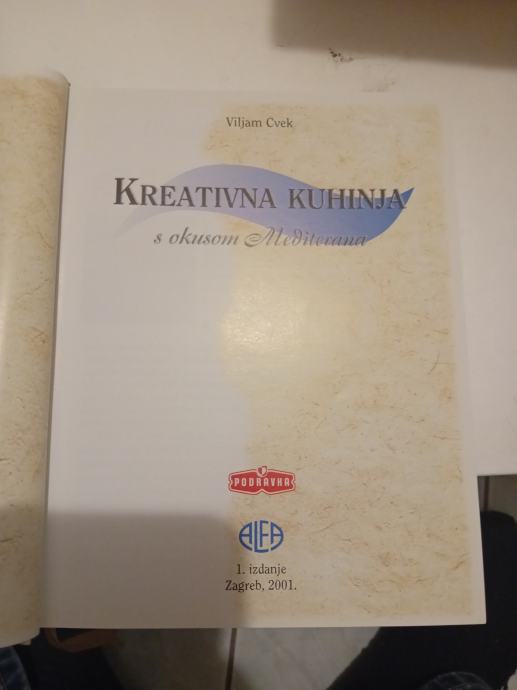 Viljam Cvek
KREATIVNA KUHINJA
s okusom Mediterana
PODRAVKA
ALFA
1. izdanje
Zagreb, 2001.